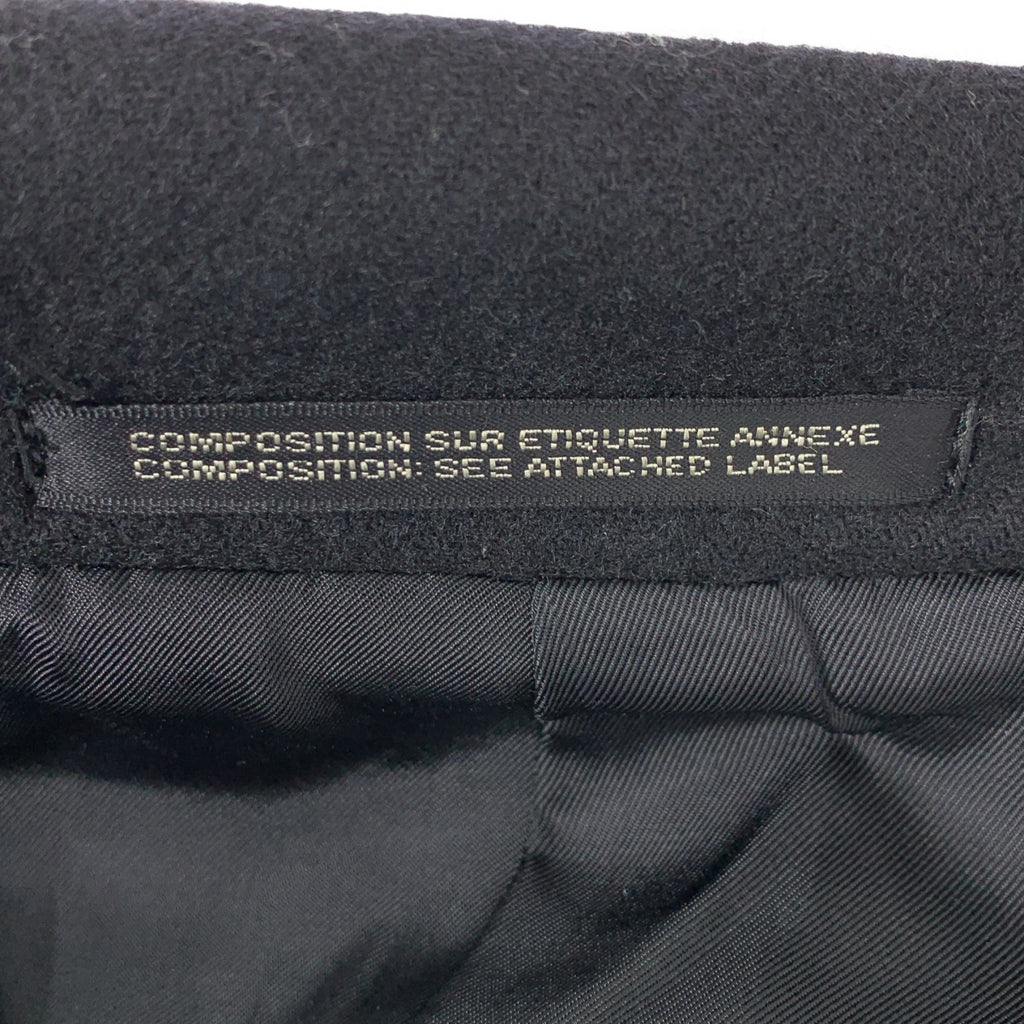 COMPOSITION SUR ETIQUETTE ANNEXE
COMPOSITION: SEE ATTACHED LABEL